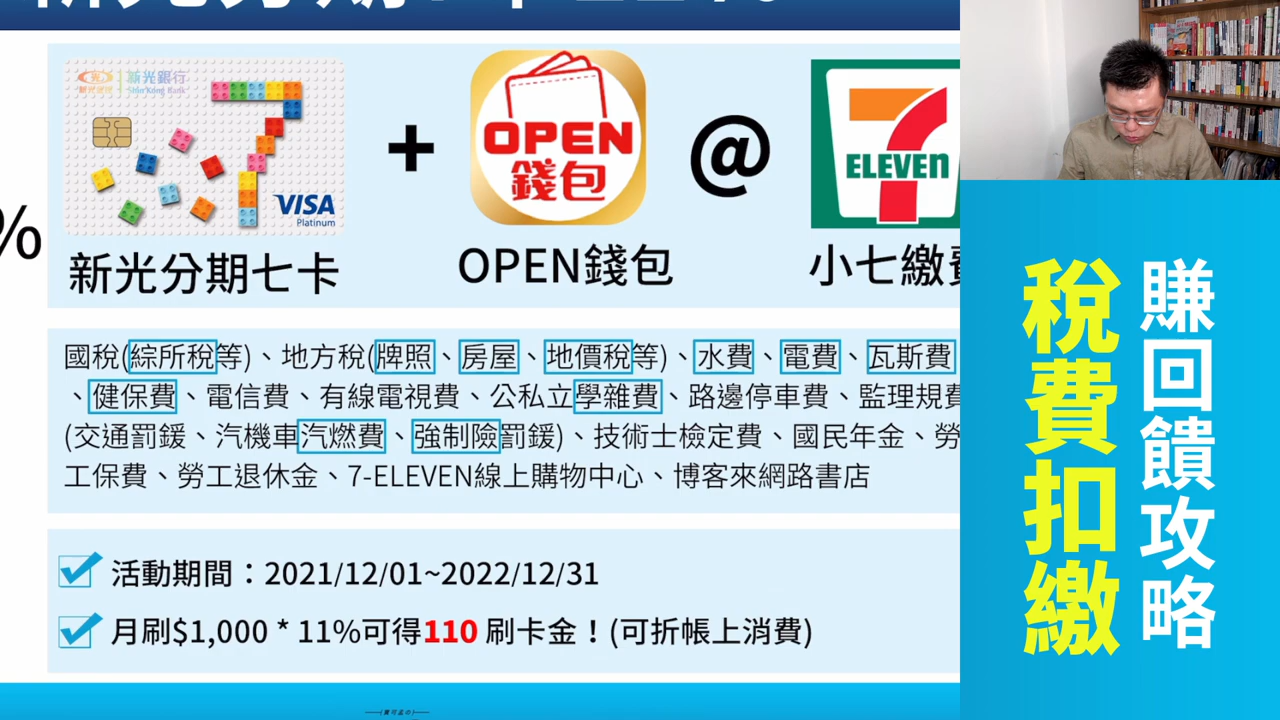 %
新光銀行
Shin Kong Bank
VISA
Platinum
+
OPEN
錢包
@
7
ELEVEN
新光分期七卡
OPEN錢包
小七繳
國稅(綜所稅等)、地方稅(牌照、房屋、地價稅等)、水費、電費、瓦斯費
、健保費、電信費、有線電視費、公私立學雜費、路邊停車費、監理規費
(交通罰鍰、汽機車汽燃費、強制險罰鍰)、技術士檢定費、國民年金、勞
工保費、勞工退休金、7-ELEVEN線上購物中心、博客來網路書店
活動期間：2021/12/01~2022/12/31
月刷$1,000 * 11%可得110 刷卡金！(可折帳上消費)
賺回饋攻略
稅費扣繳